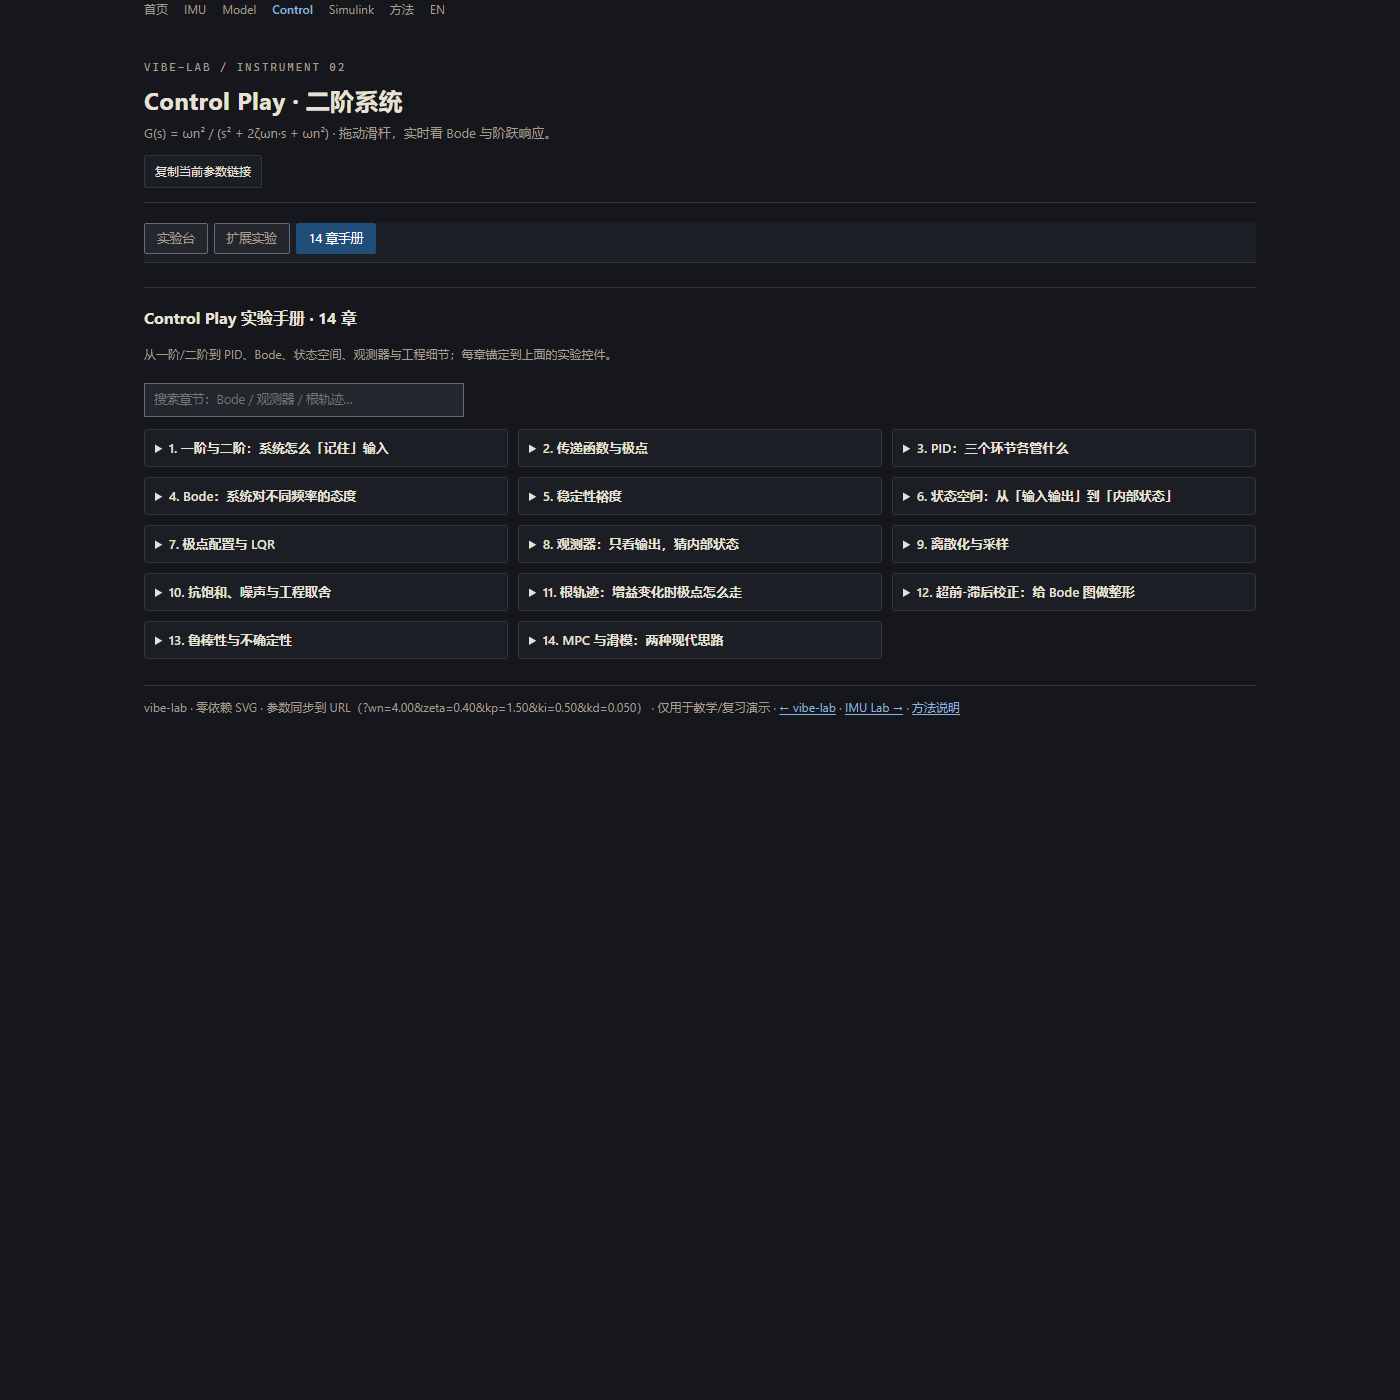 首页 IMU Model Control Simulink 方法 EN
VIBE-LAB / INSTRUMENT 02
Control Play · 二阶系统
G(s) = ωn² / (s² + 2ζωn·s + ωn²) · 拖动滑杆，实时看 Bode 与阶跃响应。
复制当前参数链接
实验台 扩展实验 14 章手册
Control Play 实验手册 · 14 章
从一阶/二阶到 PID、Bode、状态空间、观测器与工程细节；每章锚定到上面的实验控件。
搜索章节：Bode / 观测器 / 根轨迹…
▶ 1. 一阶与二阶：系统怎么「记住」输入
▶ 2. 传递函数与极点
▶ 3. PID：三个环节各管什么
▶ 4. Bode：系统对不同频率的态度
▶ 5. 稳定性裕度
▶ 6. 状态空间：从「输入输出」到「内部状态」
▶ 7. 极点配置与 LQR
▶ 8. 观测器：只看输出，猜内部状态
▶ 9. 离散化与采样
▶ 10. 抗饱和、噪声与工程取舍
▶ 11. 根轨迹：增益变化时极点怎么走
▶ 12. 超前-滞后校正：给 Bode 图做整形
▶ 13. 鲁棒性与不确定性
▶ 14. MPC 与滑模：两种现代思路
vibe-lab · 零依赖 SVG · 参数同步到 URL（?wn=4.00&zeta=0.40&kp=1.50&ki=0.50&kd=0.050） · 仅用于教学/复习演示 · ← vibe-lab · IMU Lab → · 方法说明